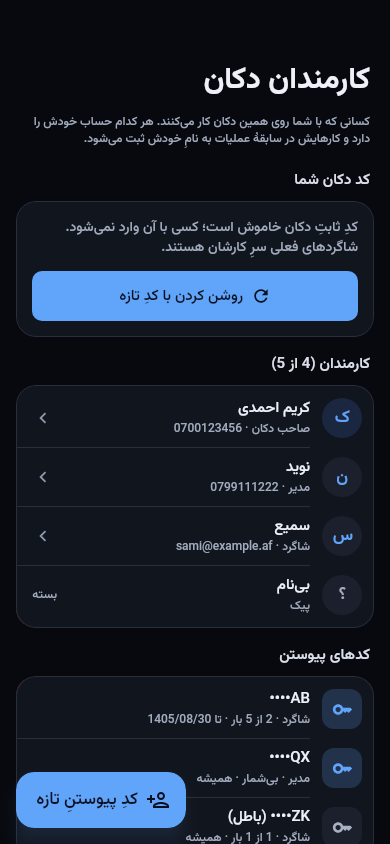 کارمندان دکان
کسانی که با شما روی همین دکان کار می‌کنند. هر کدام حساب خودش را
دارد و کارهایش در سابقهٔ عملیات به نامِ خودش ثبت می‌شود.
کد دکان شما
کدِ ثابتِ دکان خاموش است؛ کسی با آن وارد نمی‌شود.
شاگردهای فعلی سرِ کارشان هستند.
روشن کردن با کدِ تازه
کارمندان (4 از 5)
ک
کریم احمدی
صاحب دکان · 0700123456
ن
نوید
مدیر · 0799111222
س
سمیع
شاگرد · sami@example.af
؟
بی‌نام
پیک
بسته
کدهای پیوستن
••••AB
شاگرد · 2 از 5 بار · تا 1405/08/30
••••QX
مدیر · بی‌شمار · همیشه
••••ZK (باطل)
شاگرد · 1 از 1 بار · همیشه
کدِ پیوستنِ تازه